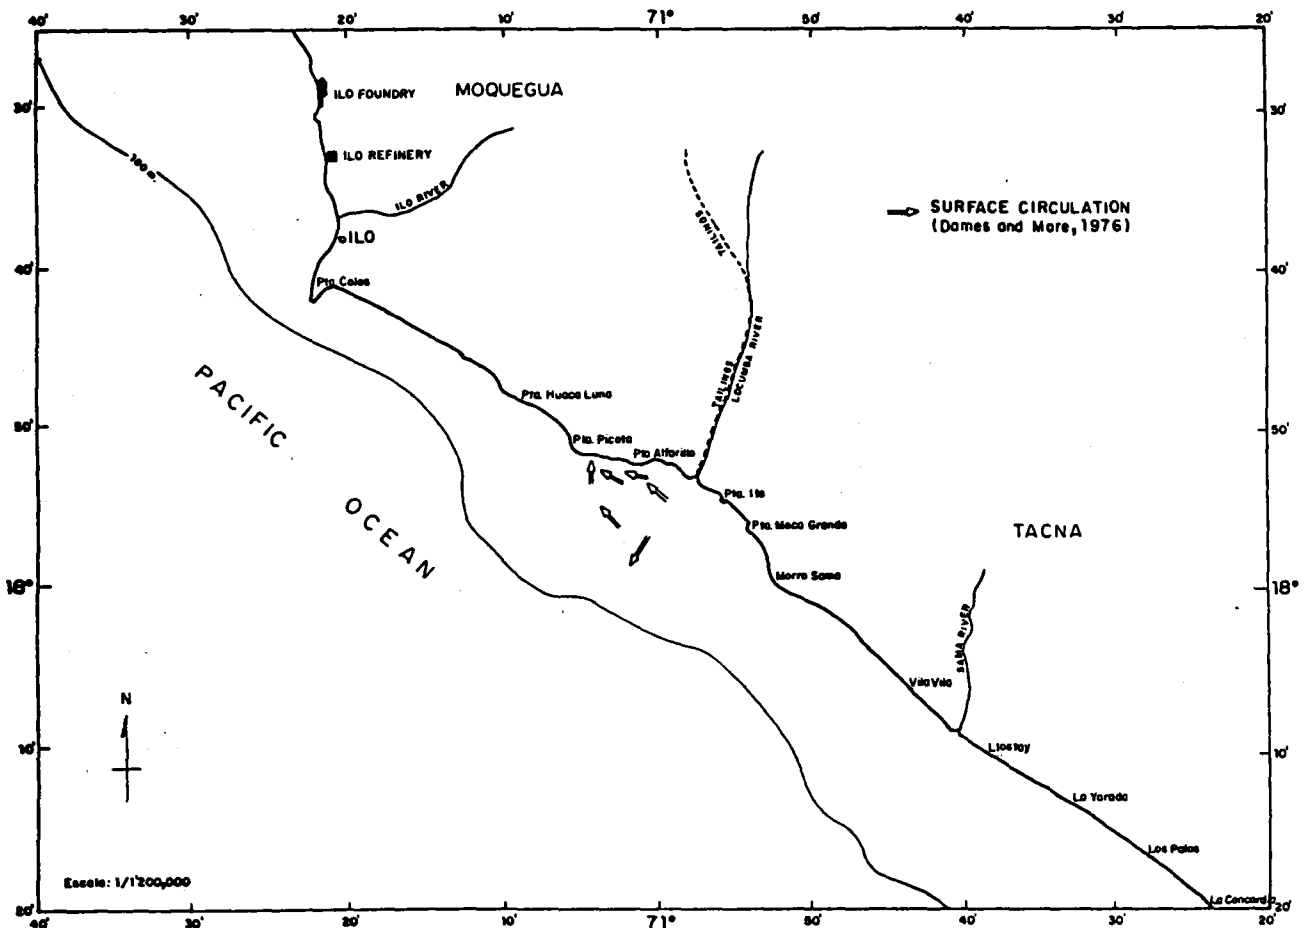 40' 20' 10' 71° 50' 40' 30' 20'
ILO FOUNDRY
MOQUEGUA
30' 30'
100 m.
ILO REFINERY
ILO RIVER
TAILINGS
SURFACE CIRCULATION
(Dames and More, 1976)
ILO
40' 40'
Pta. Coles
TAILINGS
LOCUMBA RIVER
PACIFIC
OCEAN
Pta. Huaca Luna
50' 50'
Pta. Picata
Pta Alfarillo
Pta. Ite
Pta. Meca Grande
TACNA
Morro Sama
18° 18°
SAMA RIVER
Vila Vila
N
10' 10'
Llostay
La Yarada
Los Palos
Escala: 1/1'200,000
20' 20'
40' 30' 20' 10' 71° 50' 40' 30' 20'